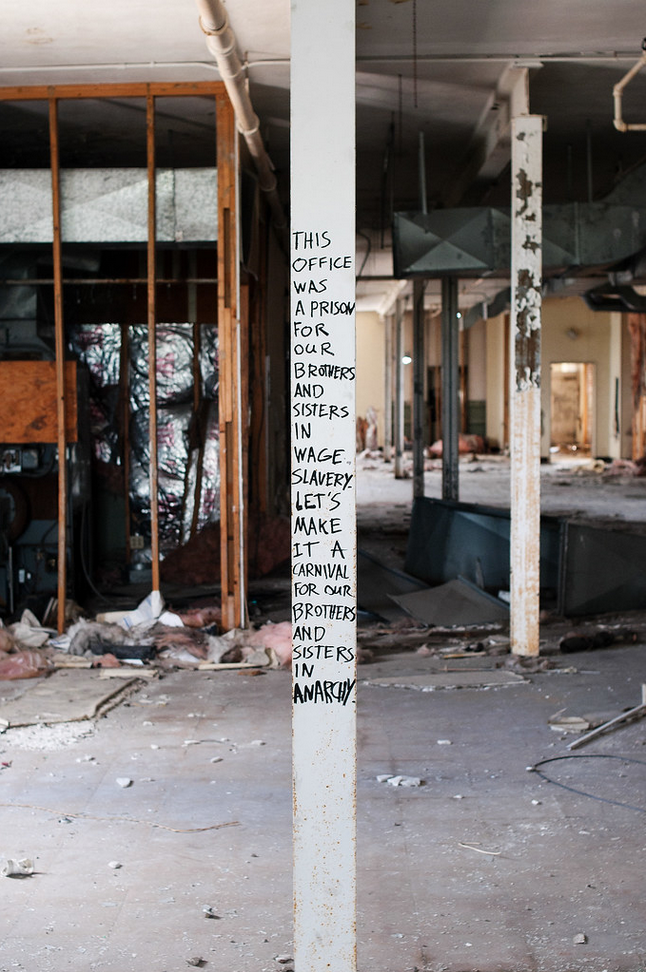 THIS
OFFICE
WAS
A PRISON
FOR
OUR
BROTHERS
AND
SISTERS
IN
WAGE
SLAVERY.
LET'S
MAKE
IT A
CARNIVAL
FOR OUR
BROTHERS
AND
SISTERS
IN
ANARCHY.